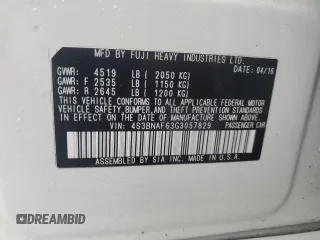 MFD. BY FUJI HEAVY INDUSTRIES LTD.
GVWR: 4519 LB ( 2050 KG) DATE: 04/16
GAWR: F 2535 LB ( 1150 KG)
GAWR: R 2645 LB ( 1200 KG)
THIS VEHICLE CONFORMS TO ALL APPLICABLE FEDERAL MOTOR
VEHICLE SAFETY, BUMPER, AND THEFT PREVENTION STANDARDS
IN EFFECT ON THE DATE OF MANUFACTURE SHOWN ABOVE.
VIN: 4S3BNAF63G3057829 PASSENGER CAR
ASSEMBLED BY SIA INC. MADE IN U.S.A.
DREAMBID